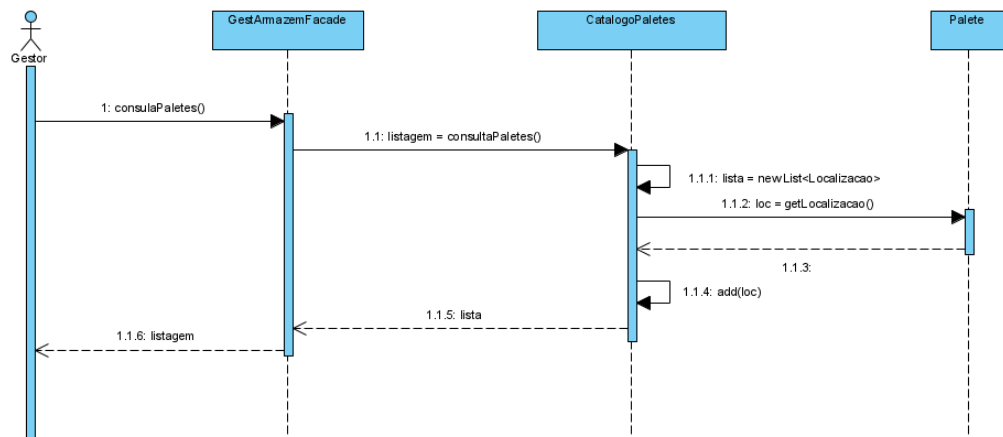 GestArmazemFacade
CatalogoPaletes
Palete
Gestor
1: consulaPaletes()
1.1: listagem = consultaPaletes()
1.1.1: lista = newList<Localizacao>
1.1.2: loc = getLocalizacao()
1.1.3:
1.1.4: add(loc)
1.1.5: lista
1.1.6: listagem